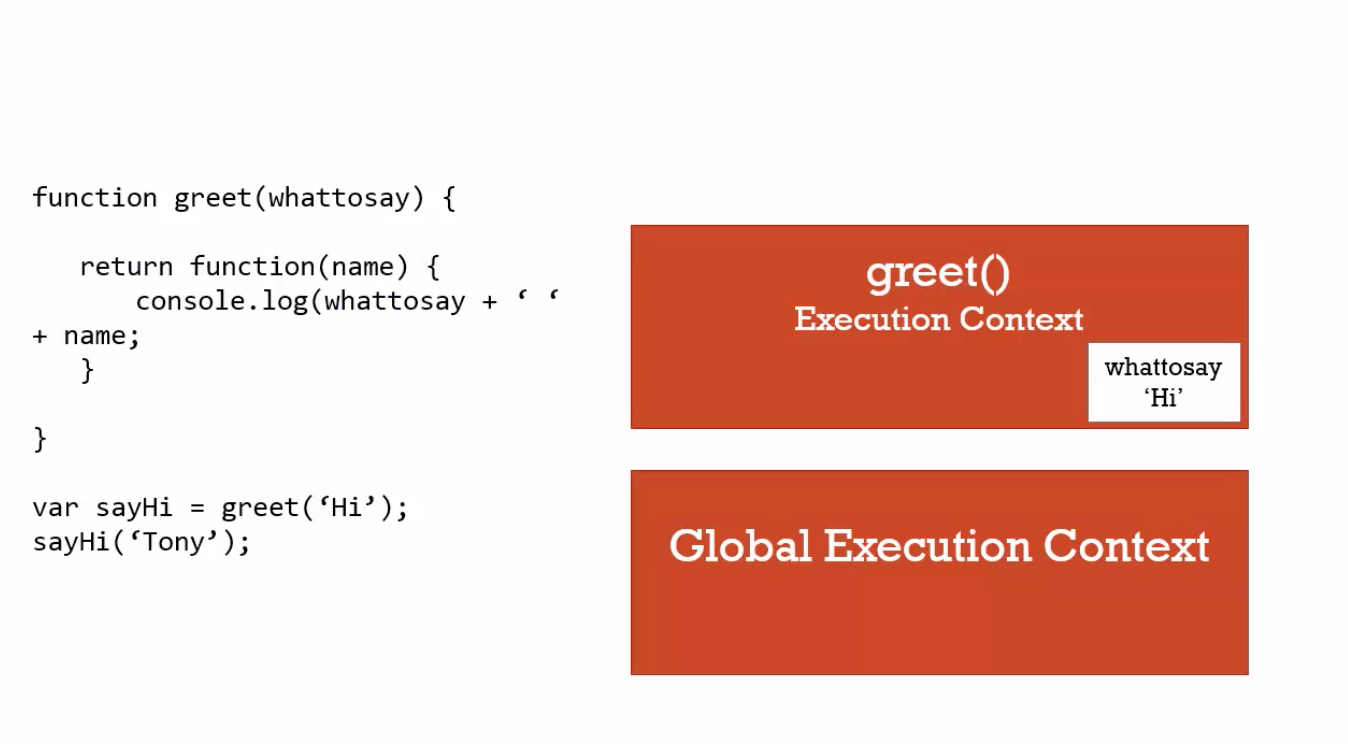 function greet(whattosay) {
return function(name) {
console.log(whattosay + ‘ ‘
+ name;
}
}
var sayHi = greet(‘Hi’);
sayHi(‘Tony’);
greet()
Execution Context
whattosay
‘Hi’
Global Execution Context